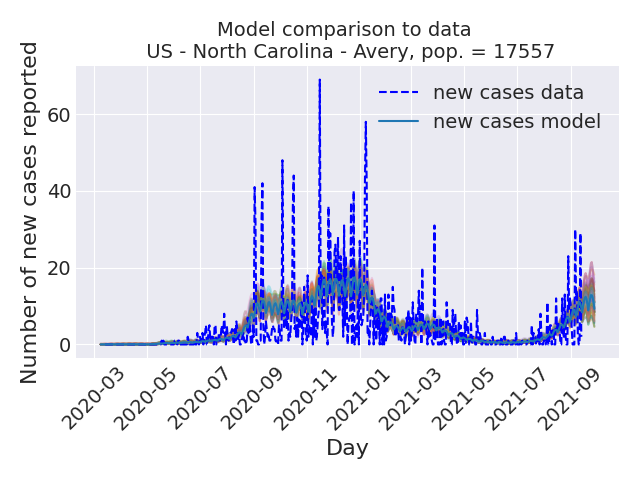 Model comparison to data
US - North Carolina - Avery, pop. = 17557
Number of new cases reported
60
40
20
0
new cases data
new cases model
2020-03
2020-05
2020-07
2020-09
2020-11
2021-01
2021-03
2021-05
2021-07
2021-09
Day